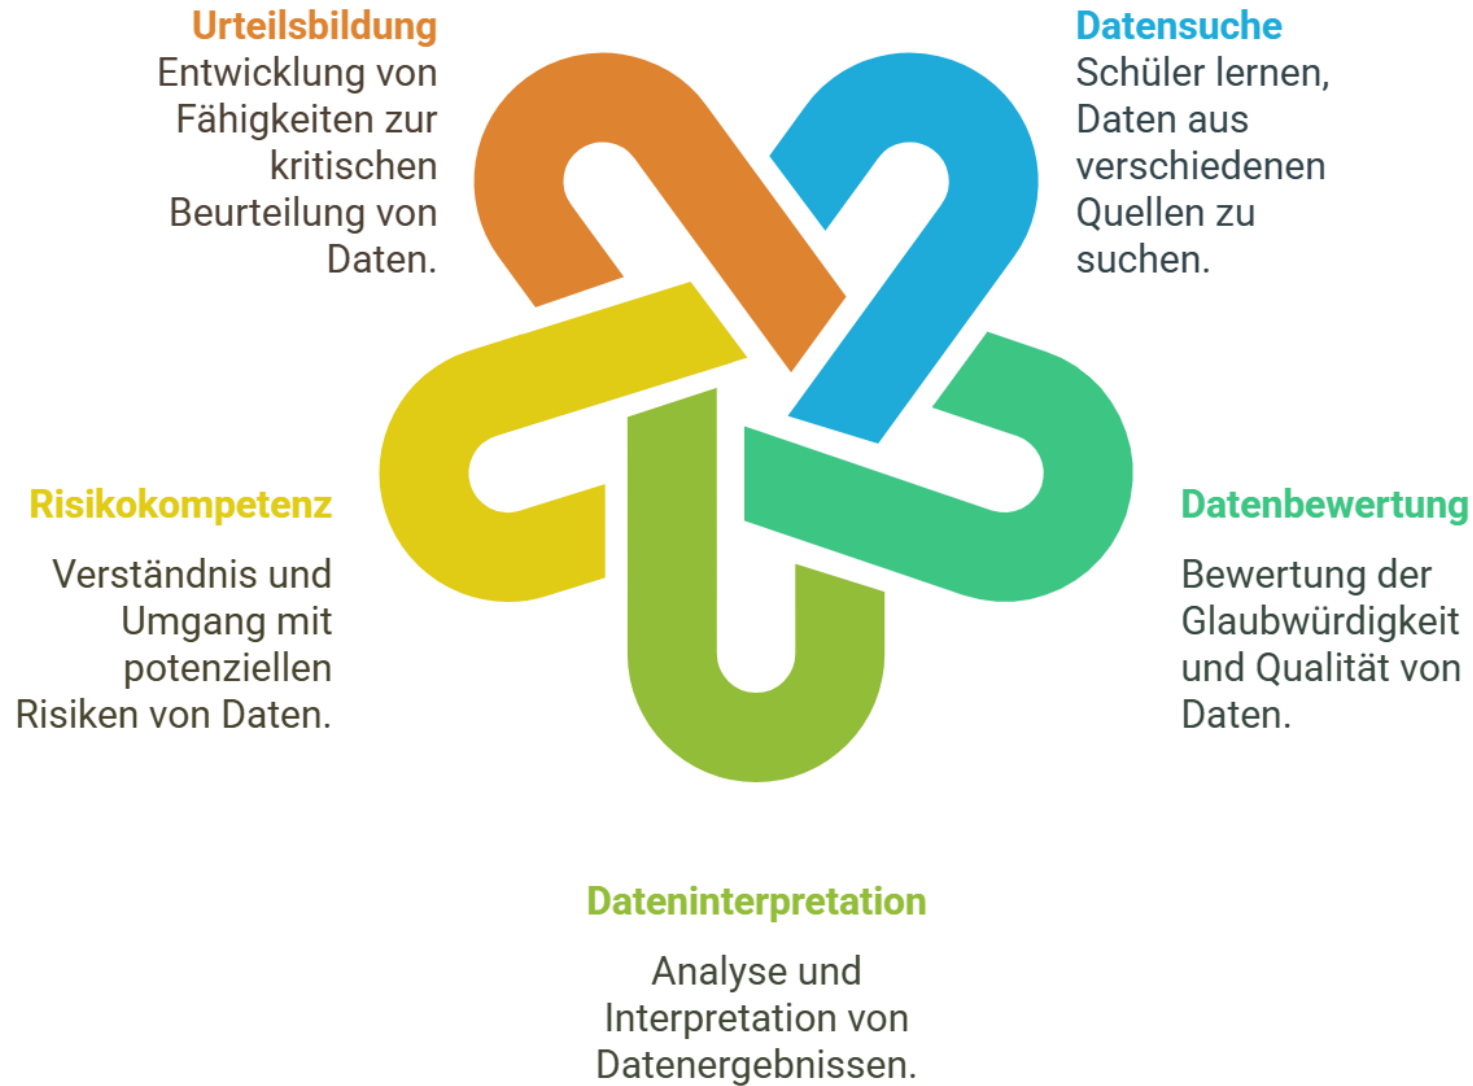 Urteilsbildung
Entwicklung von
Fähigkeiten zur
kritischen
Beurteilung von
Daten.
Datensuche
Schüler lernen,
Daten aus
verschiedenen
Quellen zu
suchen.
Risikokompetenz
Verständnis und
Umgang mit
potenziellen
Risiken von Daten.
Datenbewertung
Bewertung der
Glaubwürdigkeit
und Qualität von
Daten.
Dateninterpretation
Analyse und
Interpretation von
Datenergebnissen.